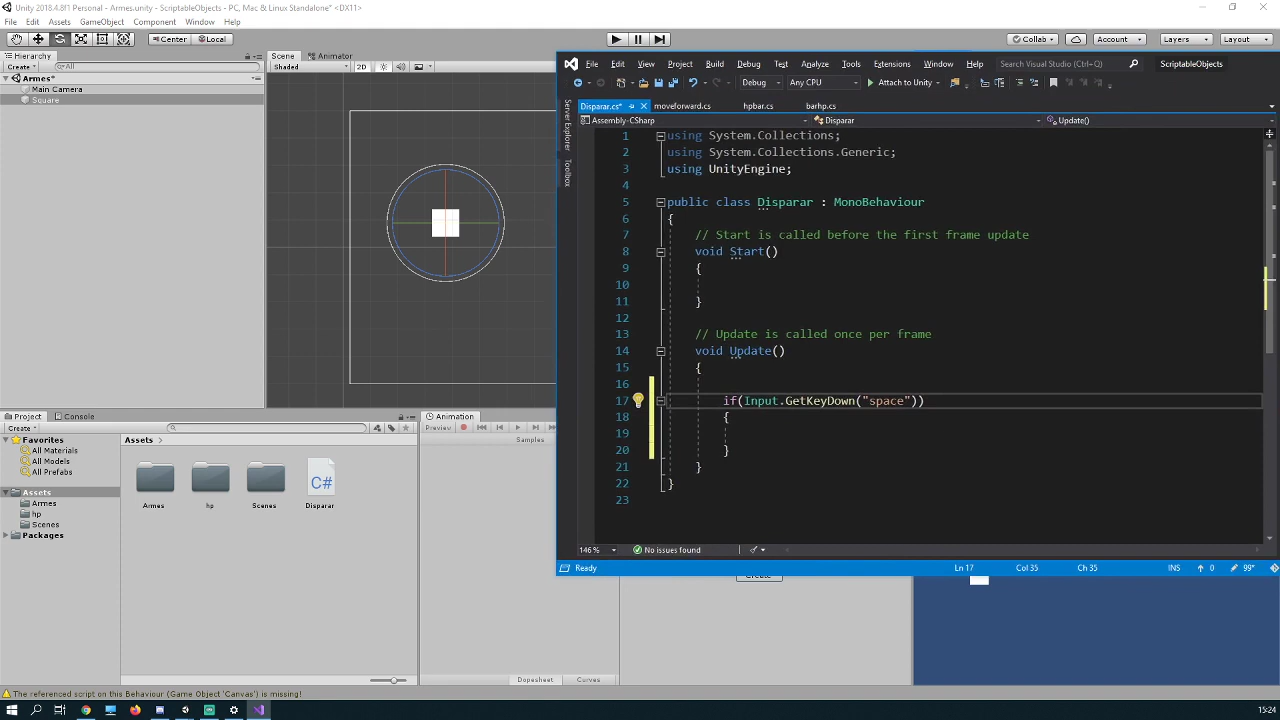 Unity 2018.4.8f1 Personal - Armes.unity - ScriptableObjects - PC, Mac & Linux Standalone* <DX11>
File Edit Assets GameObject Component Window Help
Center Local
Collab Account Layers Layout
Hierarchy
Create All
Armes*
Main Camera
Square
Scene Animator
Shaded 2D
File Edit View Project Build Debug Test Analyze Tools Extensions Window Help Search Visual Studio (Ctrl+Q) ScriptableObjects
Debug Any CPU Attach to Unity
Server Explorer
Toolbox
Disparar.cs* moveforward.cs hpbar.cs barhp.cs
Assembly-CSharp Disparar Update()
1 using System.Collections;
2 using System.Collections.Generic;
3 using UnityEngine;
4
5 public class Disparar : MonoBehaviour
6 {
7 // Start is called before the first frame update
8 void Start()
9 {
10
11 }
12
13 // Update is called once per frame
14 void Update()
15 {
16
17 if(Input.GetKeyDown("space"))
18 {
19
20 }
21 }
22 }
23
146 % No issues found
Ready Ln 17 Col 35 Ch 35 INS 0 99*
Project Console
Create
Favorites
All Materials
All Models
All Prefabs
Assets
Armes
hp
Scenes
Packages
Assets
Armes hp Scenes Disparar
Animation
Preview
Samples
Create
Dopesheet Curves
The referenced script on this Behaviour (Game Object 'Canvas') is missing!
15:24